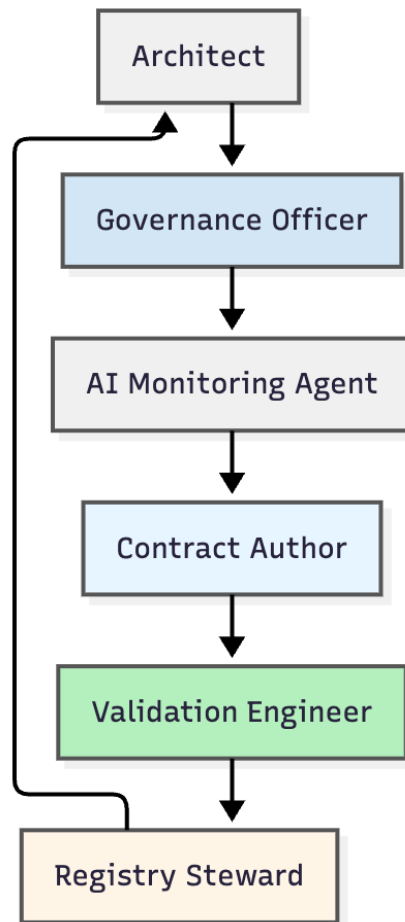 Architect
Governance Officer
AI Monitoring Agent
Contract Author
Validation Engineer
Registry Steward